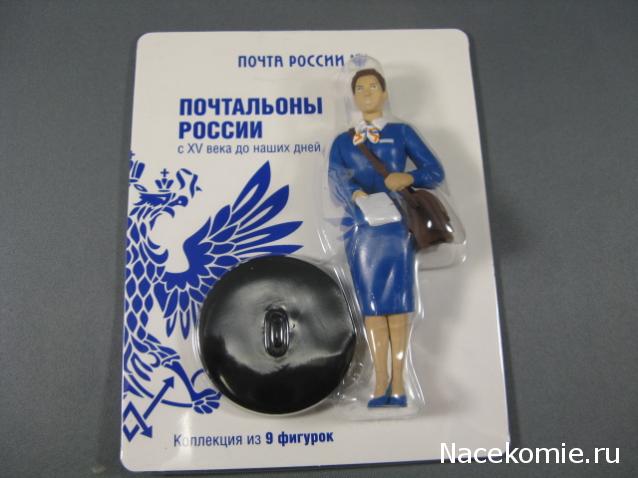 ПОЧТА РОССИИ
ПОЧТАЛЬОНЫ
РОССИИ
с XV века до наших дней
Коллекция из 9 фигурок
Nacekomie.ru